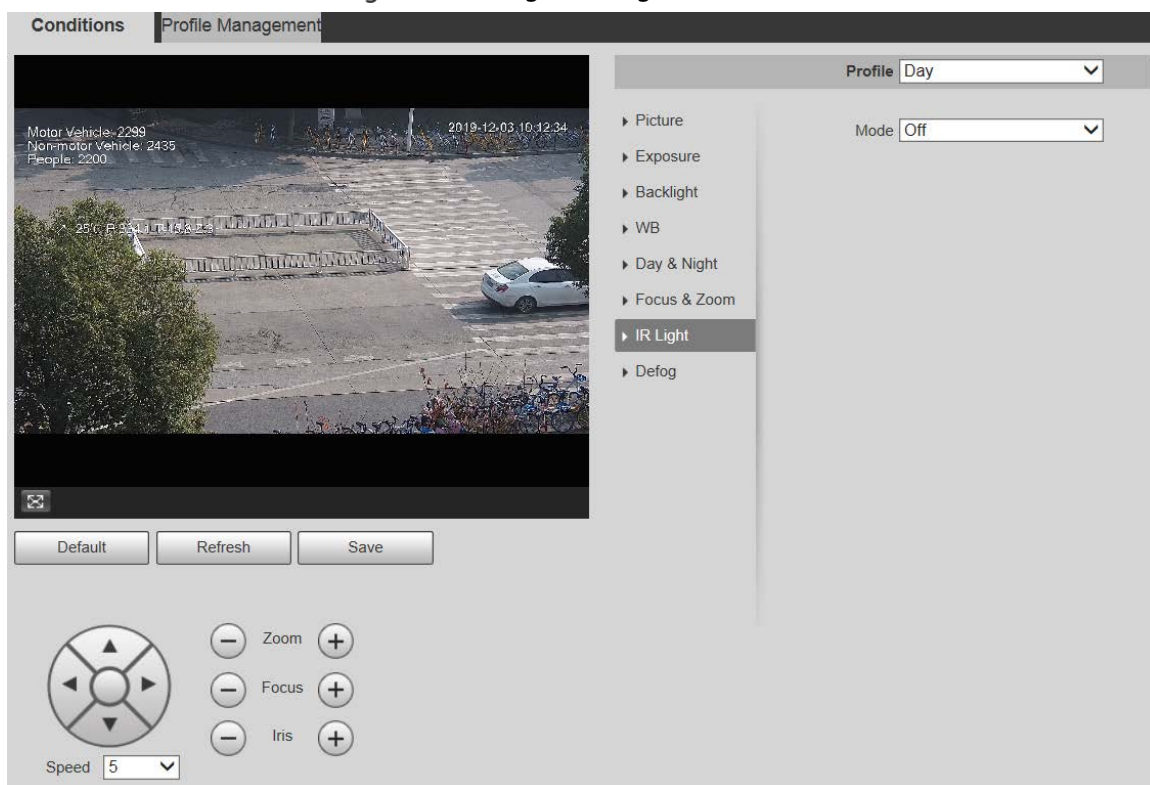 Conditions
Profile Management
Profile Day
Motor Vehicle: 2299
2019-12-03 10:12:34
Non-motor Vehicle: 2435
People: 2200
Picture
Mode Off
Exposure
Backlight
WB
Day & Night
Focus & Zoom
IR Light
Defog
Default
Refresh
Save
Zoom
Focus
Iris
Speed 5